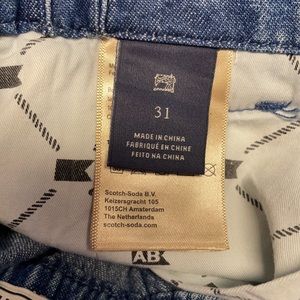 31
MADE IN CHINA
FABRIQUÉ EN CHINE
FEITO NA CHINA
Scotch-Soda B.V.
Keizersgracht 105
1015CH Amsterdam
The Netherlands
scotch-soda.com
AB